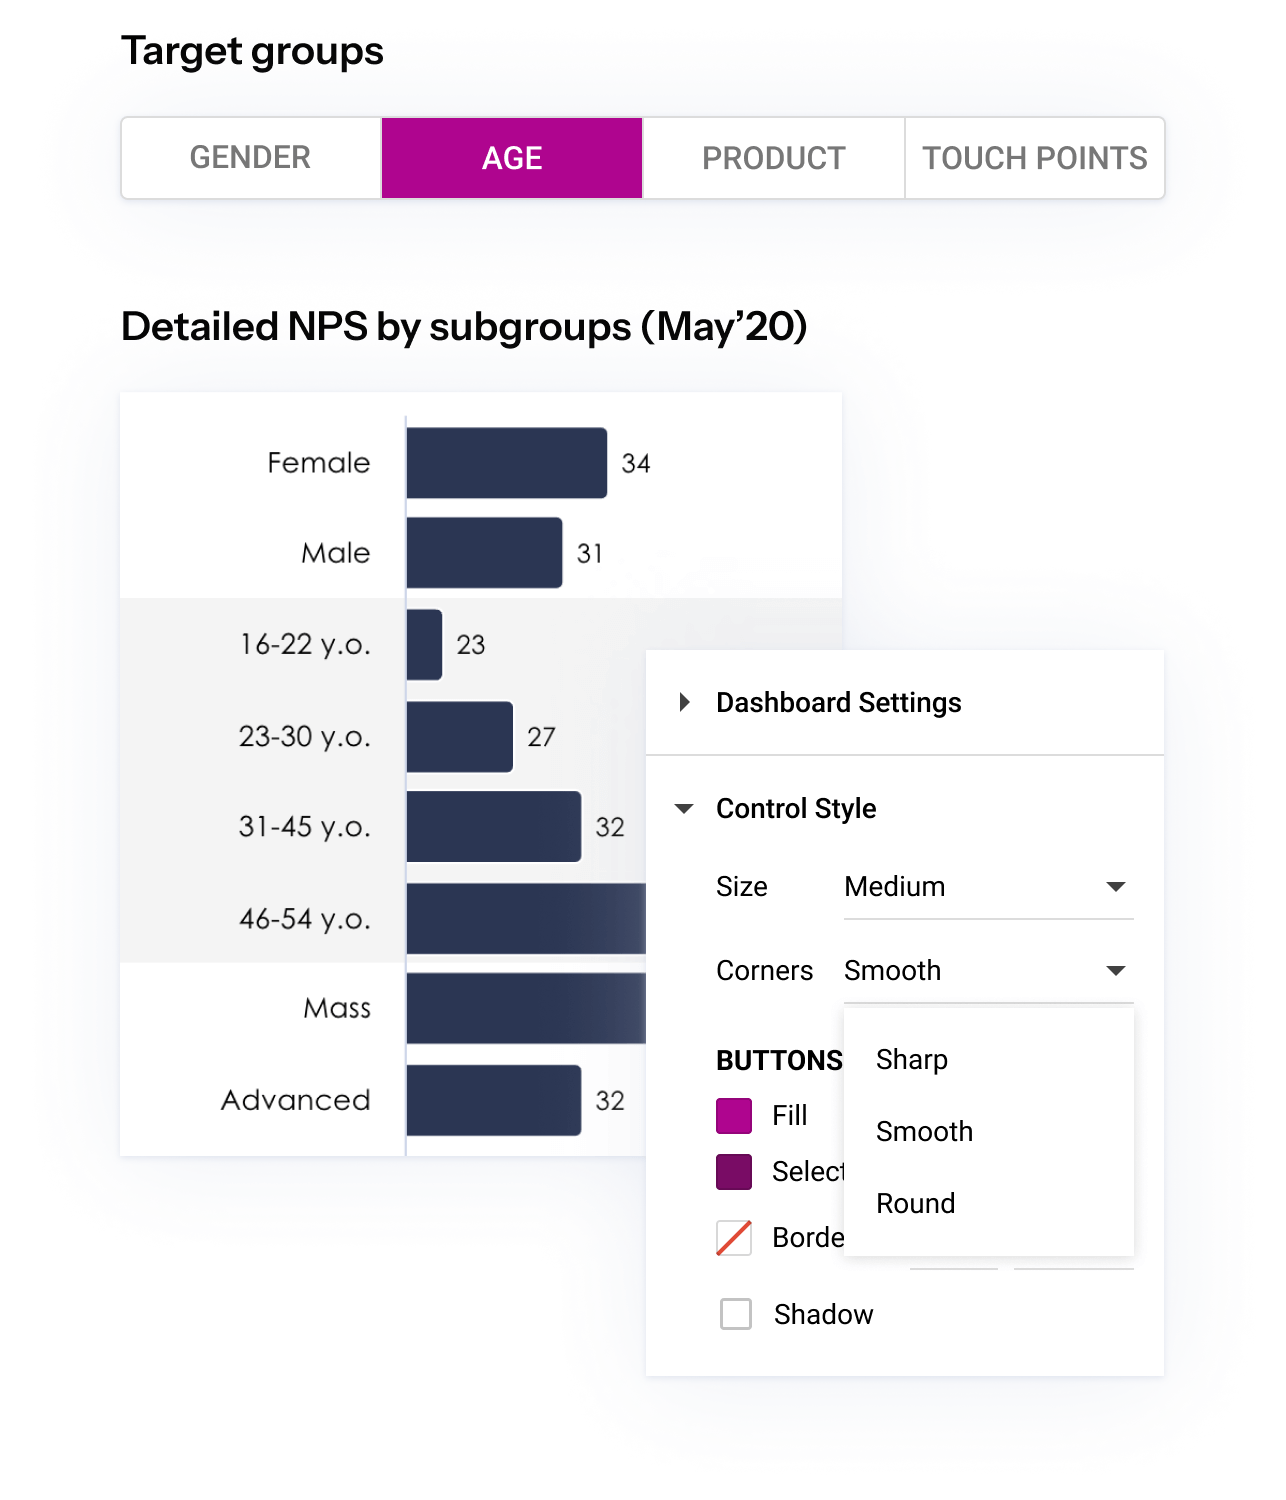 Target groups
GENDER AGE PRODUCT TOUCH POINTS
Detailed NPS by subgroups (May’20)
Female 34
Male 31
16-22 y.o. 23
23-30 y.o. 27
31-45 y.o. 32
46-54 y.o.
Mass
Advanced 32
Dashboard Settings
Control Style
Size Medium
Corners Smooth
Sharp
Smooth
Round
BUTTONS
Fill
Select
Borde
Shadow